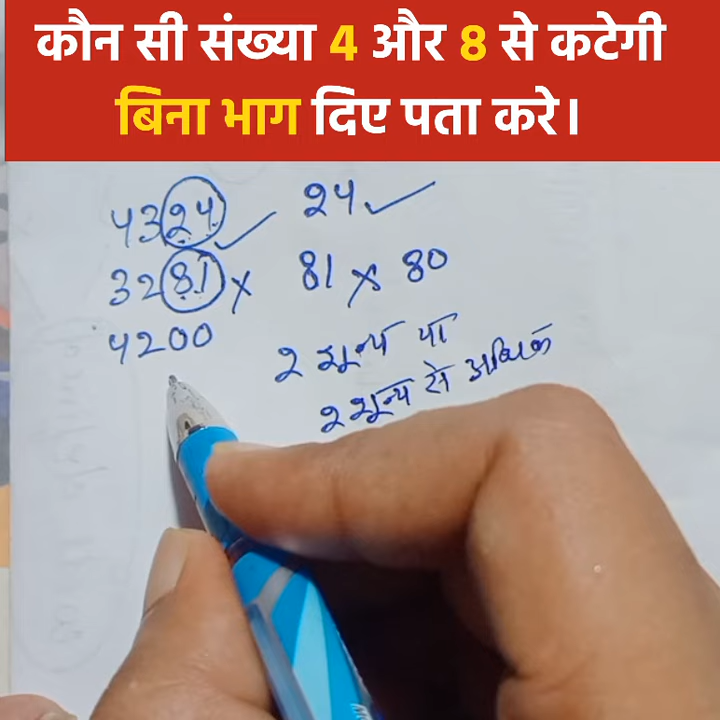 कौन सी संख्या 4 और 8 से कटेगी
बिना भाग दिए पता करे।
4324 ✓ 24 ✓
3281 × 81 × 80
4200
2 शून्य या
2 शून्य से अधिक